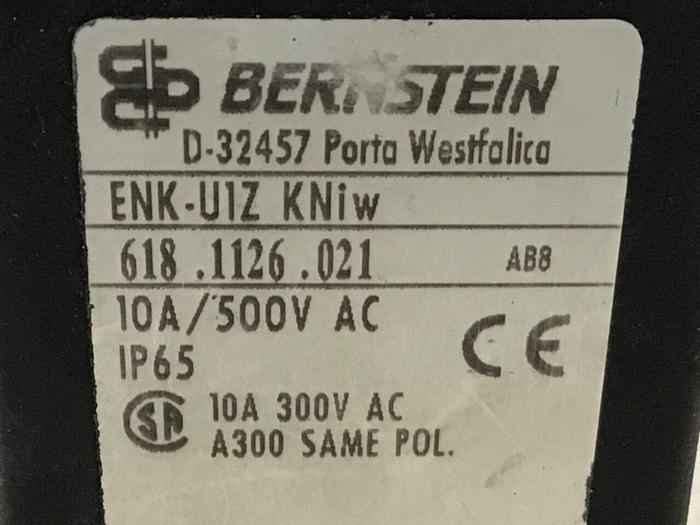 BERNSTEIN
D-32457 Porta Westfalica
ENK-U1Z KNiw
618.1126.021 AB8
10A/500V AC
IP65 CE
SA 10A 300V AC
A300 SAME POL.